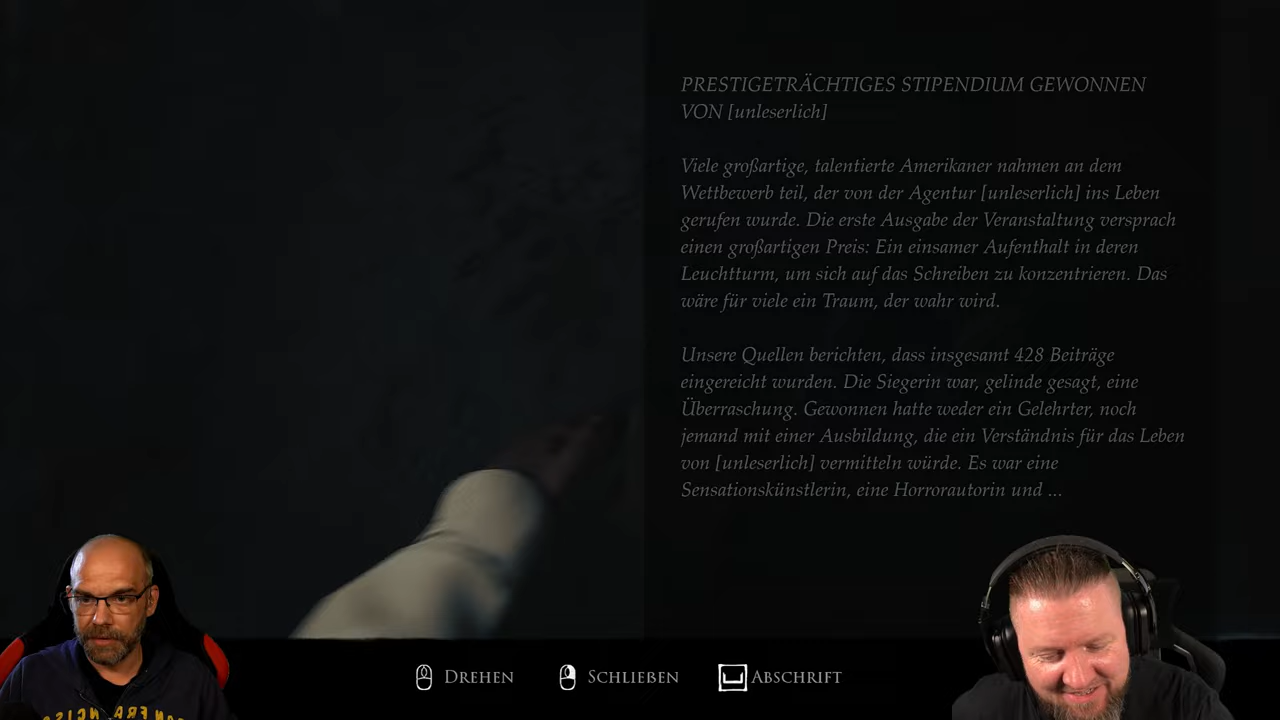 PRESTIGETRÄCHTIGES STIPENDIUM GEWONNEN
VON [unleserlich]
Viele großartige, talentierte Amerikaner nahmen an dem
Wettbewerb teil, der von der Agentur [unleserlich] ins Leben
gerufen wurde. Die erste Ausgabe der Veranstaltung versprach
einen großartigen Preis: Ein einsamer Aufenthalt in deren
Leuchtturm, um sich auf das Schreiben zu konzentrieren. Das
wäre für viele ein Traum, der wahr wird.
Unsere Quellen berichten, dass insgesamt 428 Beiträge
eingereicht wurden. Die Siegerin war, gelinde gesagt, eine
Überraschung. Gewonnen hatte weder ein Gelehrter, noch
jemand mit einer Ausbildung, die ein Verständnis für das Leben
von [unleserlich] vermitteln würde. Es war eine
Sensationskünstlerin, eine Horrorautorin und ...
DREHEN
SCHLIEßEN
ABSCHRIFT